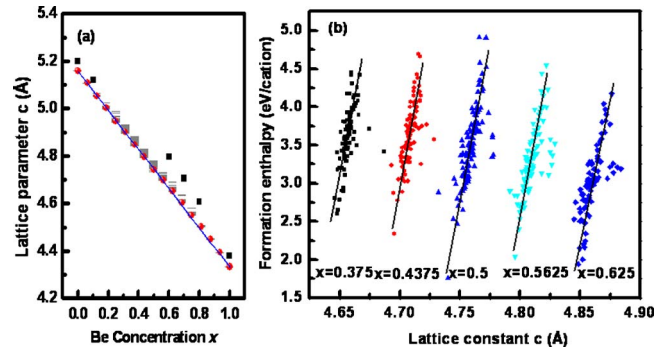 (a)
Lattice parameter c (Å)
5.4
5.2
5.0
4.8
4.6
4.4
4.2
0.0 0.2 0.4 0.6 0.8 1.0
Be Concentration x
(b)
Formation enthalpy (eV/cation)
5.0
4.5
4.0
3.5
3.0
2.5
2.0
1.5
x=0.375 x=0.4375 x=0.5 x=0.5625 x=0.625
4.65 4.70 4.75 4.80 4.85 4.90
Lattice constant c (Å)